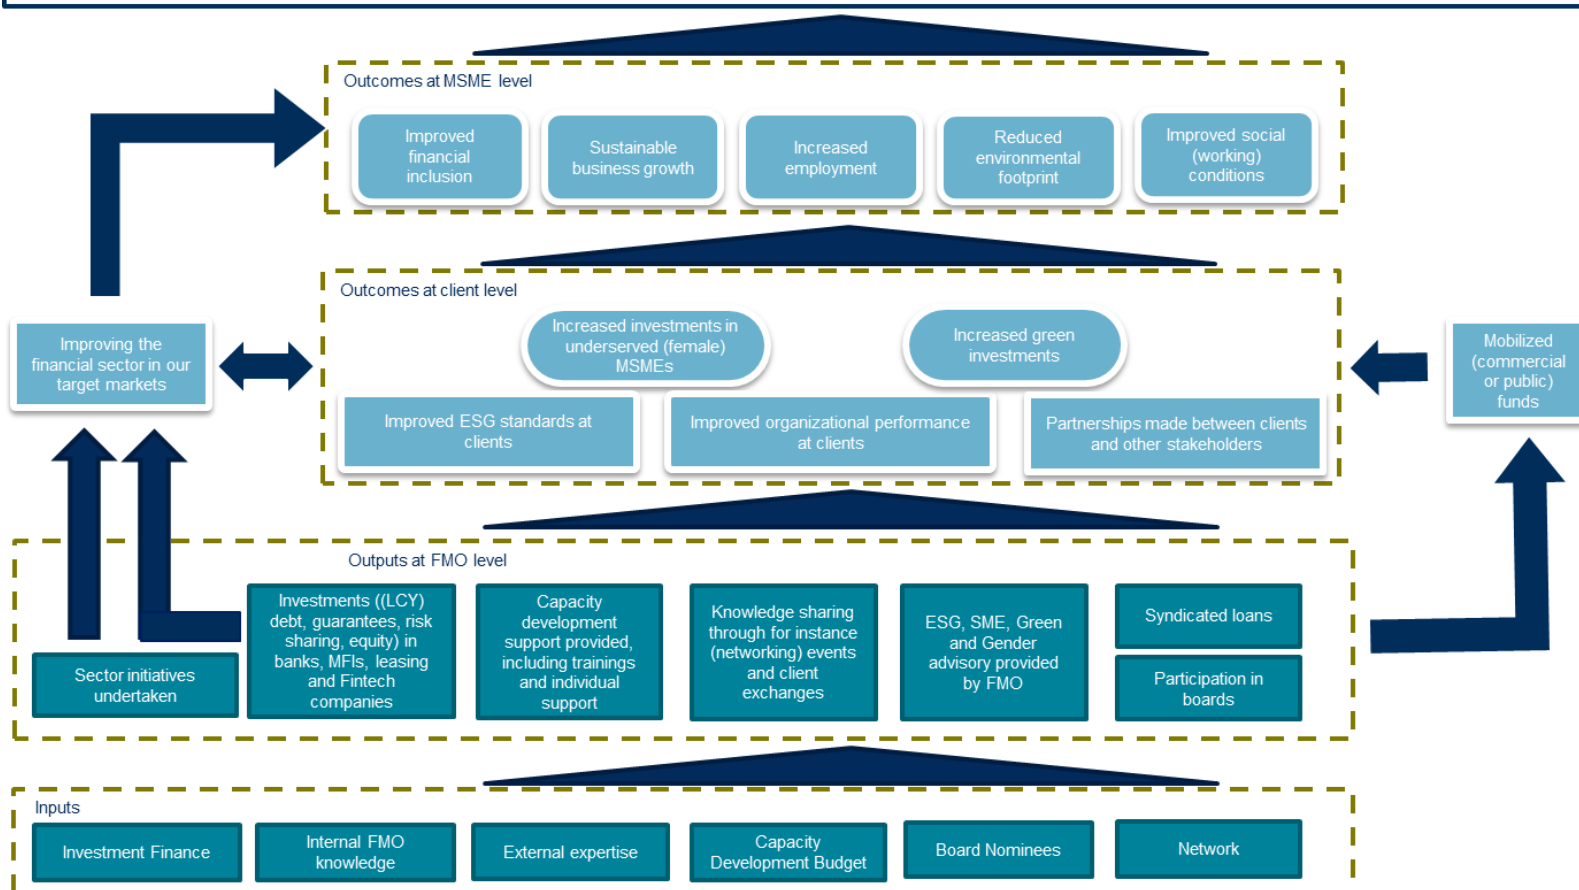 Outcomes at MSME level
Improved
financial
inclusion
Sustainable
business growth
Increased
employment
Reduced
environmental
footprint
Improved social
(working)
conditions
Outcomes at client level
Increased investments in
underserved (female)
MSMEs
Increased green
investments
Improved ESG standards at
clients
Improved organizational performance
at clients
Partnerships made between clients
and other stakeholders
Improving the
financial sector in our
target markets
Mobilized
(commercial
or public)
funds
Outputs at FMO level
Sector initiatives
undertaken
Investments ((LCY)
debt, guarantees, risk
sharing, equity) in
banks, MFIs, leasing
and Fintech
companies
Capacity
development
support provided,
including trainings
and individual
support
Knowledge sharing
through for instance
(networking) events
and client
exchanges
ESG, SME, Green
and Gender
advisory provided
by FMO
Syndicated loans
Participation in
boards
Inputs
Investment Finance
Internal FMO
knowledge
External expertise
Capacity
Development Budget
Board Nominees
Network